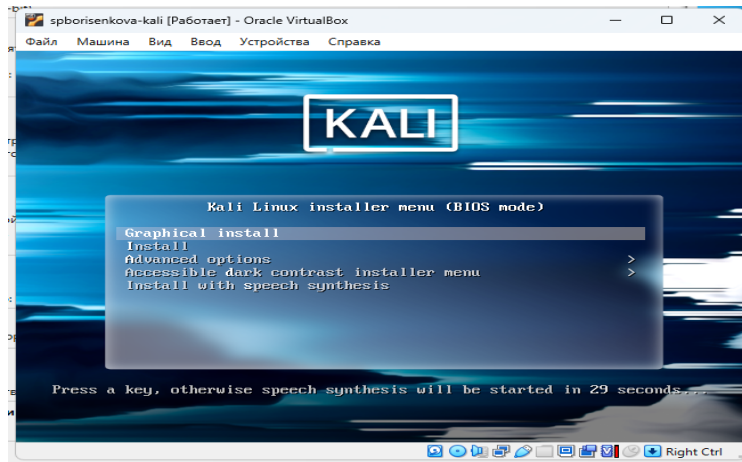 spborisenkova-kali [Работает] - Oracle VirtualBox
Файл Машина Вид Ввод Устройства Справка
KALI
Kali Linux installer menu (BIOS mode)
Graphical install
Install
Advanced options >
Accessible dark contrast installer menu >
Install with speech synthesis
Press a key, otherwise speech synthesis will be started in 29 seconds...
Right Ctrl